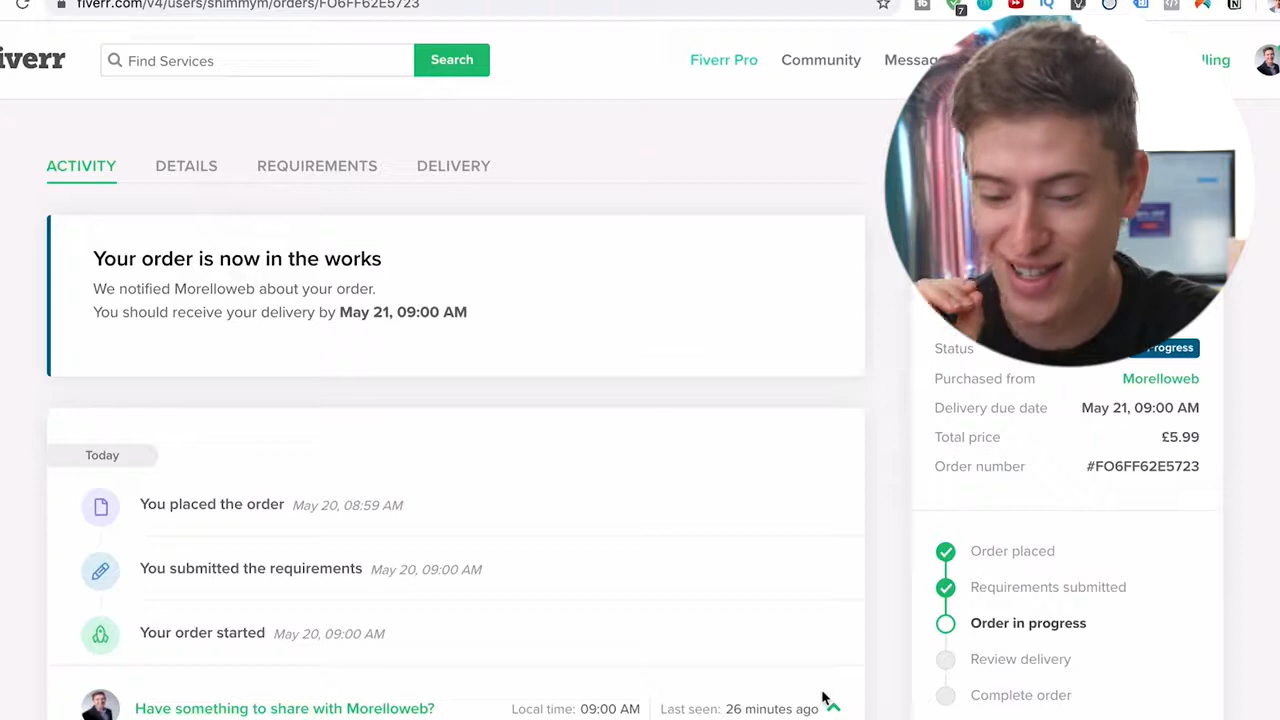 fiverr.com/v4/users/shimmym/orders/FO6FF62E5723
7
iverr
Find Services
Search
Fiverr Pro
Community
ACTIVITY
DETAILS
REQUIREMENTS
DELIVERY
Your order is now in the works
We notified Morelloweb about your order.
You should receive your delivery by May 21, 09:00 AM
Today
You placed the order May 20, 08:59 AM
You submitted the requirements May 20, 09:00 AM
Your order started May 20, 09:00 AM
Have something to share with Morelloweb?
Local time: 09:00 AM
Last seen: 26 minutes ago
Status
Purchased from Morelloweb
Delivery due date May 21, 09:00 AM
Total price £5.99
Order number #FO6FF62E5723
Order placed
Requirements submitted
Order in progress
Review delivery
Complete order